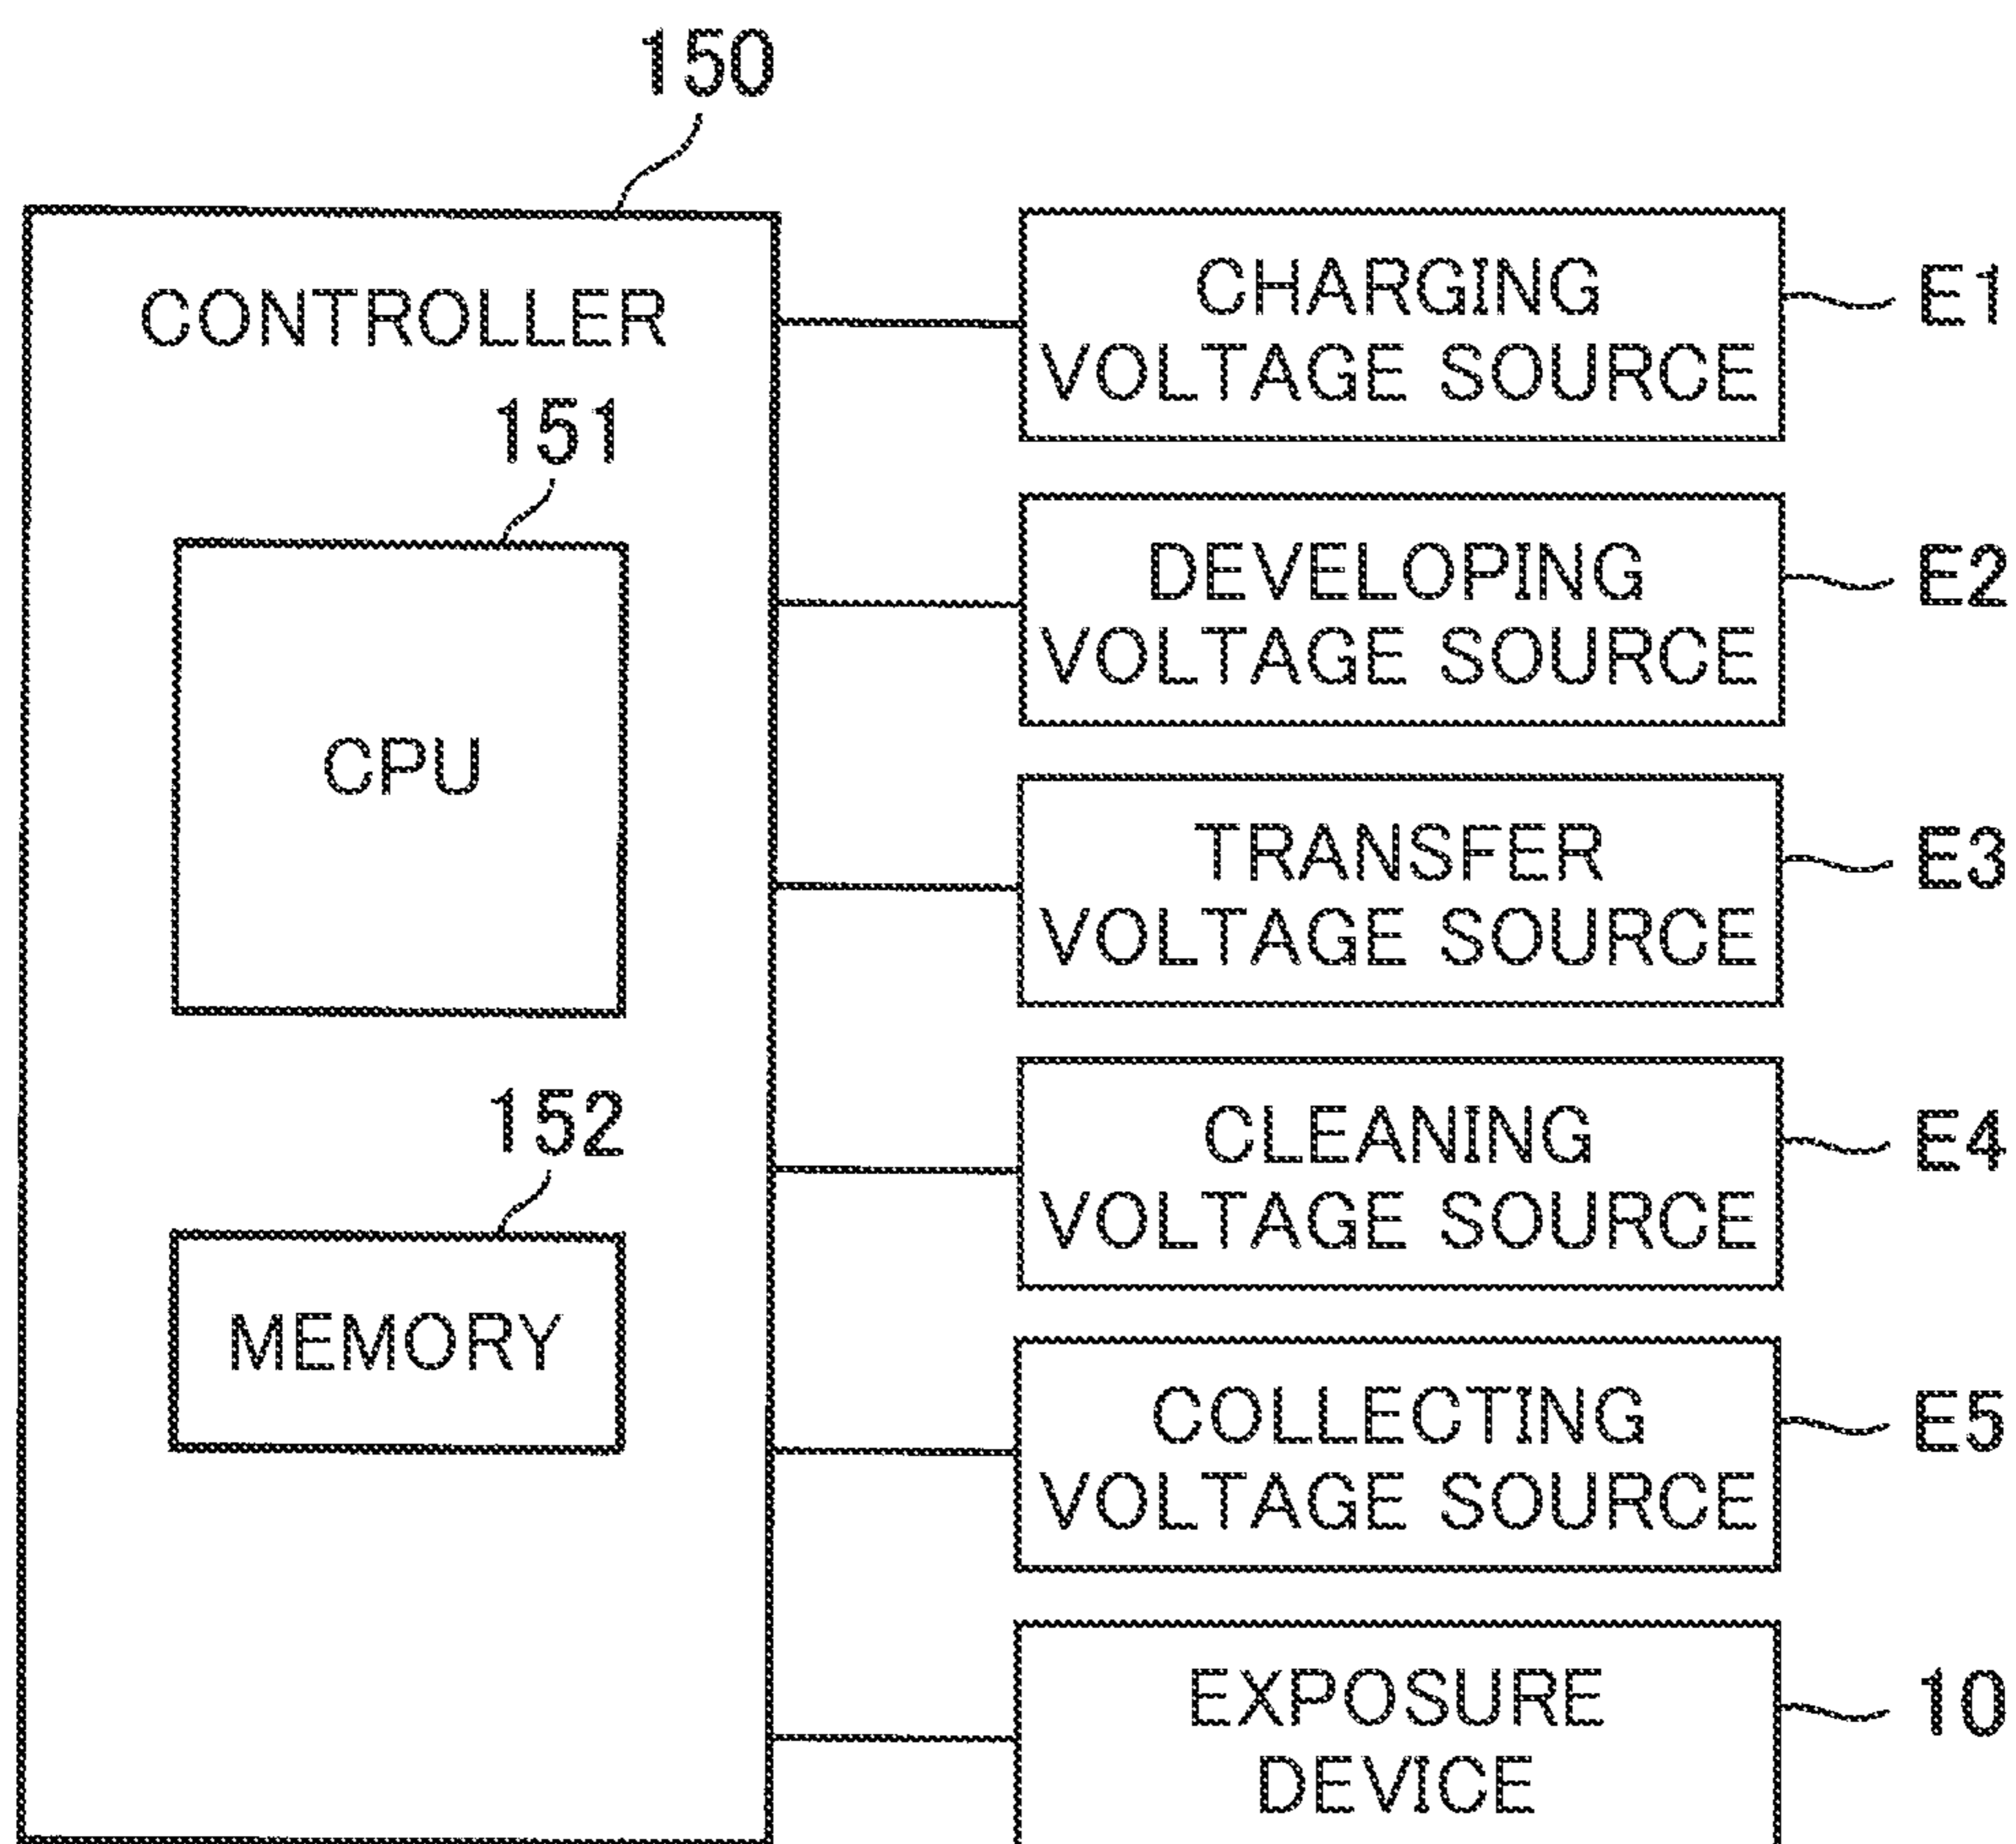 150
CONTROLLER
151
CPU
152
MEMORY
CHARGING
VOLTAGE SOURCE
E1
DEVELOPING
VOLTAGE SOURCE
E2
TRANSFER
VOLTAGE SOURCE
E3
CLEANING
VOLTAGE SOURCE
E4
COLLECTING
VOLTAGE SOURCE
E5
EXPOSURE
DEVICE
10